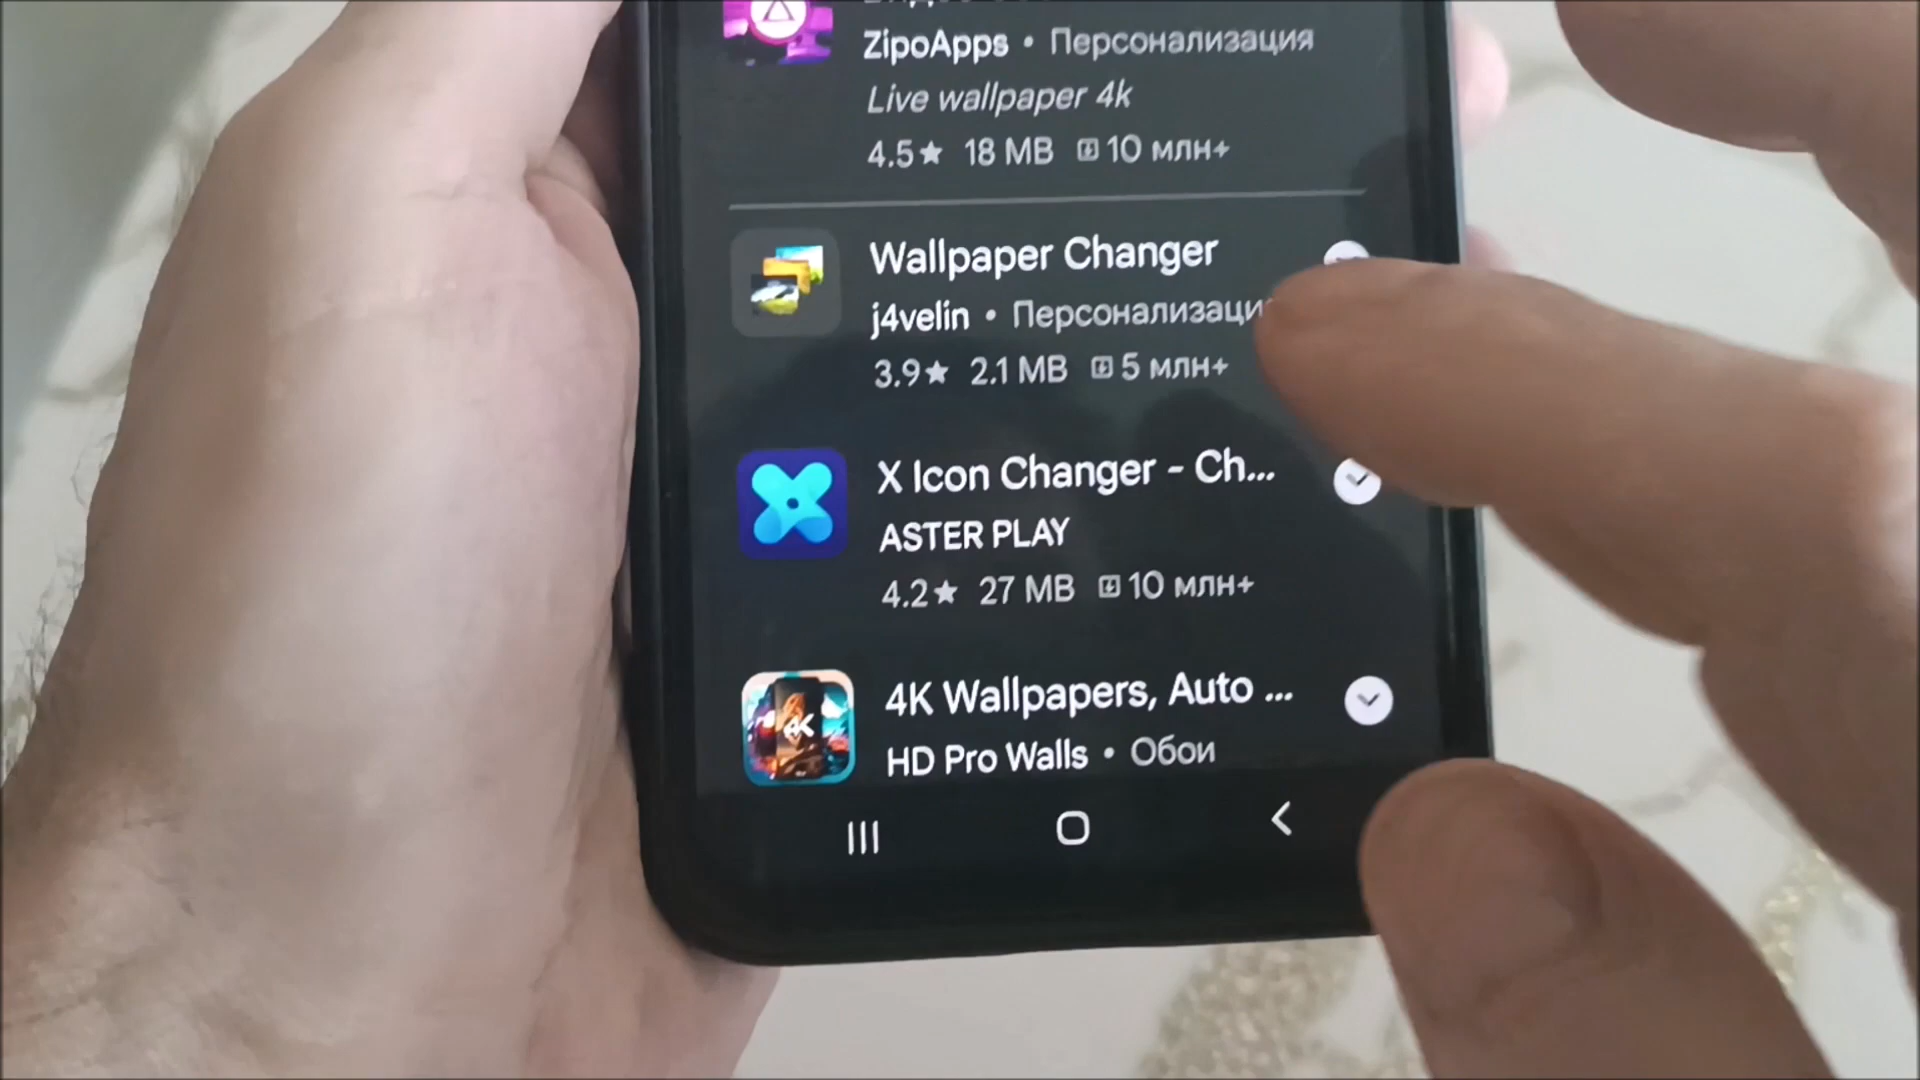 ZipoApps • Персонализация
Live wallpaper 4k
4.5★ 18 MB 10 млн+
Wallpaper Changer
j4velin • Персонализаци
3.9★ 2.1 MB 5 млн+
X Icon Changer - Ch...
ASTER PLAY
4.2★ 27 MB 10 млн+
4K Wallpapers, Auto ...
4K
HD Pro Walls • Обои